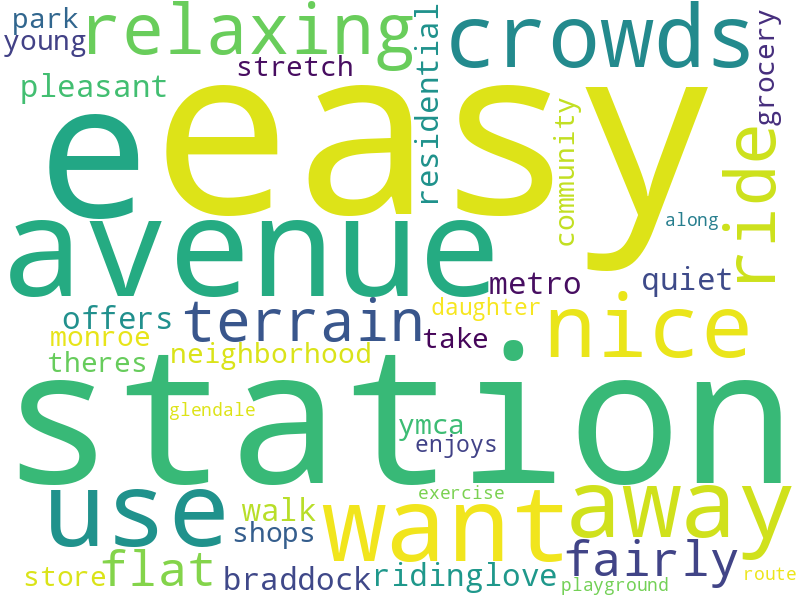 park
relaxing
crowds
young
stretch
residential
grocery
pleasant
easy
e
community
ride
avenue
along
metro
quiet
offers
terrain
daughter
nice
monroe
take
theres
neighborhood
station
glendale
ymca
enjoys
use
exercise
want
away
walk
shops
fairly
store
flat
braddock
ridinglove
playground
route